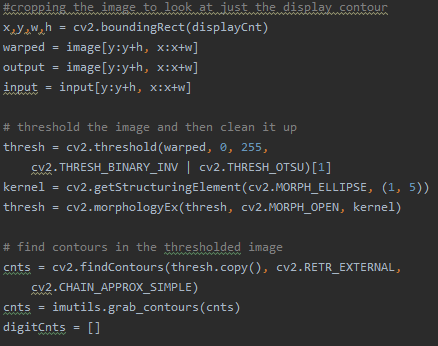 #cropping the image to look at just the display contour
x,y,w,h = cv2.boundingRect(displayCnt)
warped = image[y:y+h, x:x+w]
output = image[y:y+h, x:x+w]
input = input[y:y+h, x:x+w]
# threshold the image and then clean it up
thresh = cv2.threshold(warped, 0, 255,
    cv2.THRESH_BINARY_INV | cv2.THRESH_OTSU)[1]
kernel = cv2.getStructuringElement(cv2.MORPH_ELLIPSE, (1, 5))
thresh = cv2.morphologyEx(thresh, cv2.MORPH_OPEN, kernel)
# find contours in the thresholded image
cnts = cv2.findContours(thresh.copy(), cv2.RETR_EXTERNAL,
    cv2.CHAIN_APPROX_SIMPLE)
cnts = imutils.grab_contours(cnts)
digitCnts = []